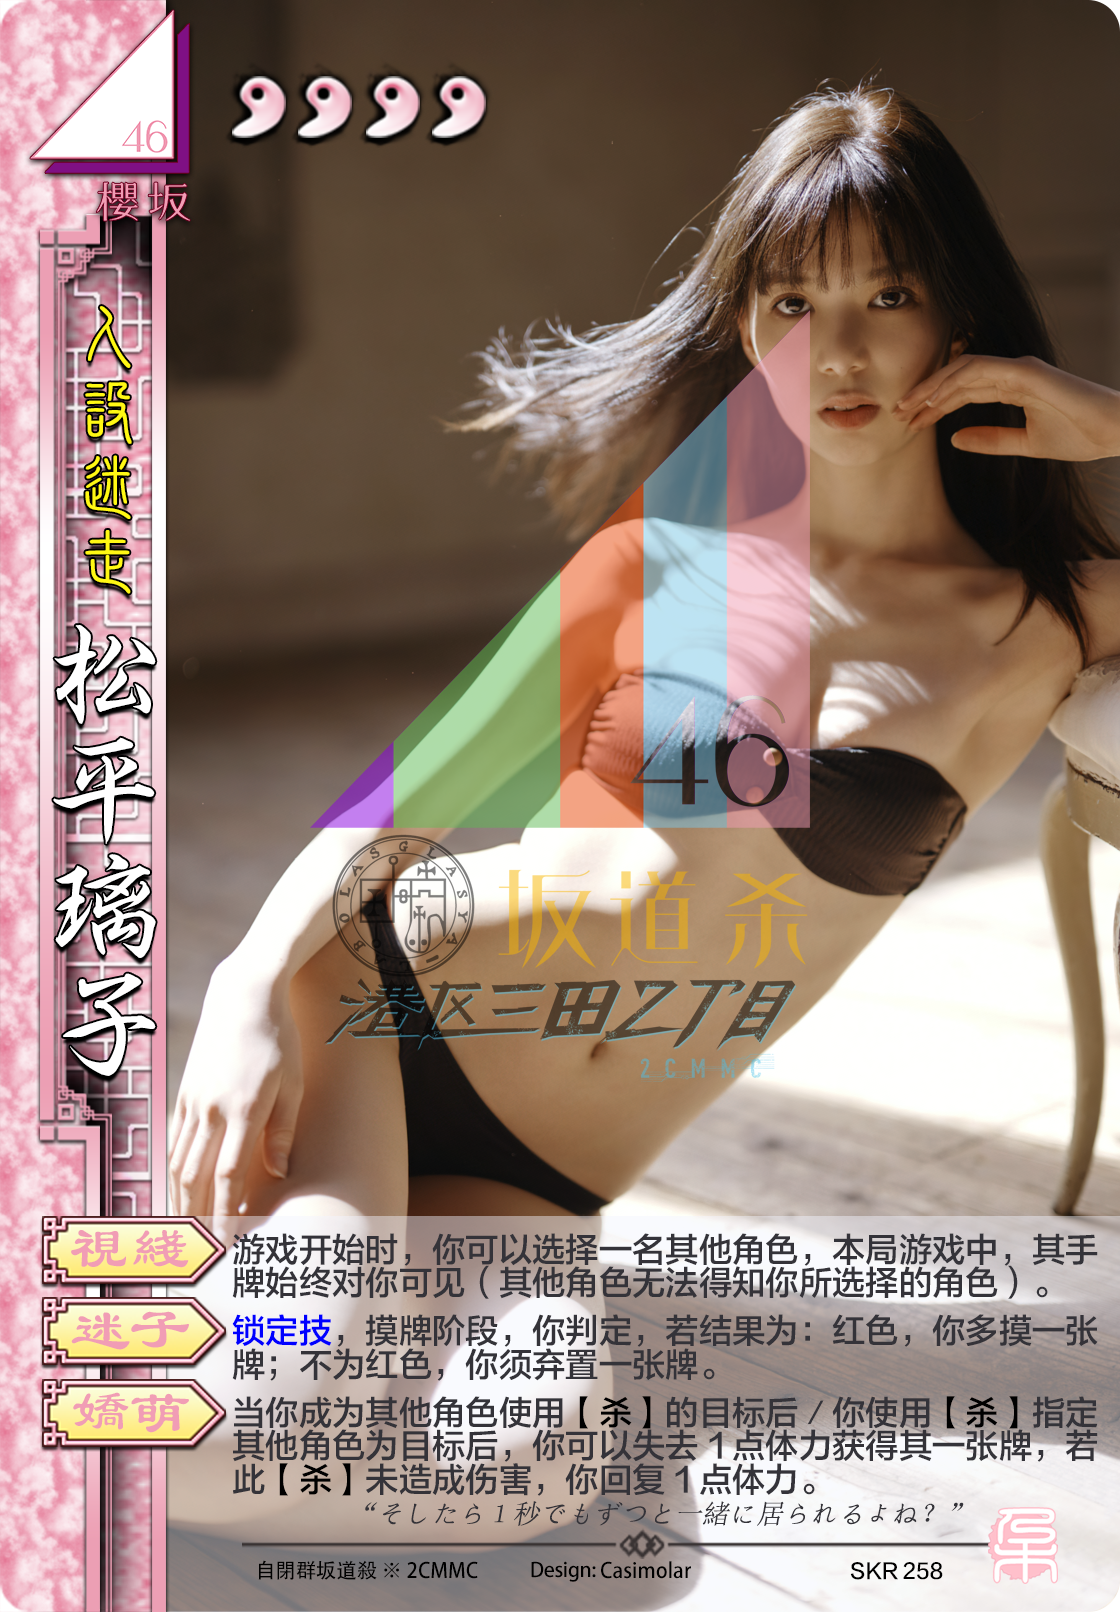 46
櫻坂
人設迷走
松平璃子
46
BOLAS GLASYA
坂道杀
港区三田2丁目
2CMMC
視綫
游戏开始时，你可以选择一名其他角色，本局游戏中，其手
牌始终对你可见（其他角色无法得知你所选择的角色）。
迷子
锁定技，摸牌阶段，你判定，若结果为：红色，你多摸一张
牌；不为红色，你须弃置一张牌。
嬌萌
当你成为其他角色使用【杀】的目标后 / 你使用【杀】指定
其他角色为目标后，你可以失去 1 点体力获得其一张牌，若
此【杀】未造成伤害，你回复 1 点体力。
“そしたら１秒でもずつと一緒に居られるよね？”
自閉群坂道殺 ※ 2CMMC Design: Casimolar SKR 258